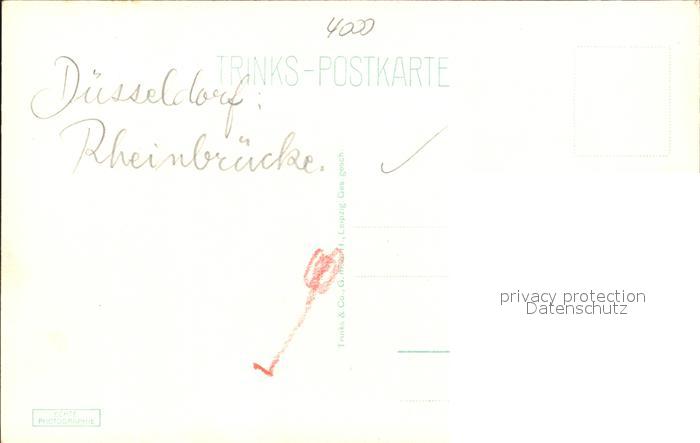 4000
TRINKS-POSTKARTE
Düsseldorf:
Rheinbrücke.
Trinks & Co., G.m.b.H., Leipzig. Ges. gesch.
privacy protection
Datenschutz
ECHTE
PHOTOGRAPHIE